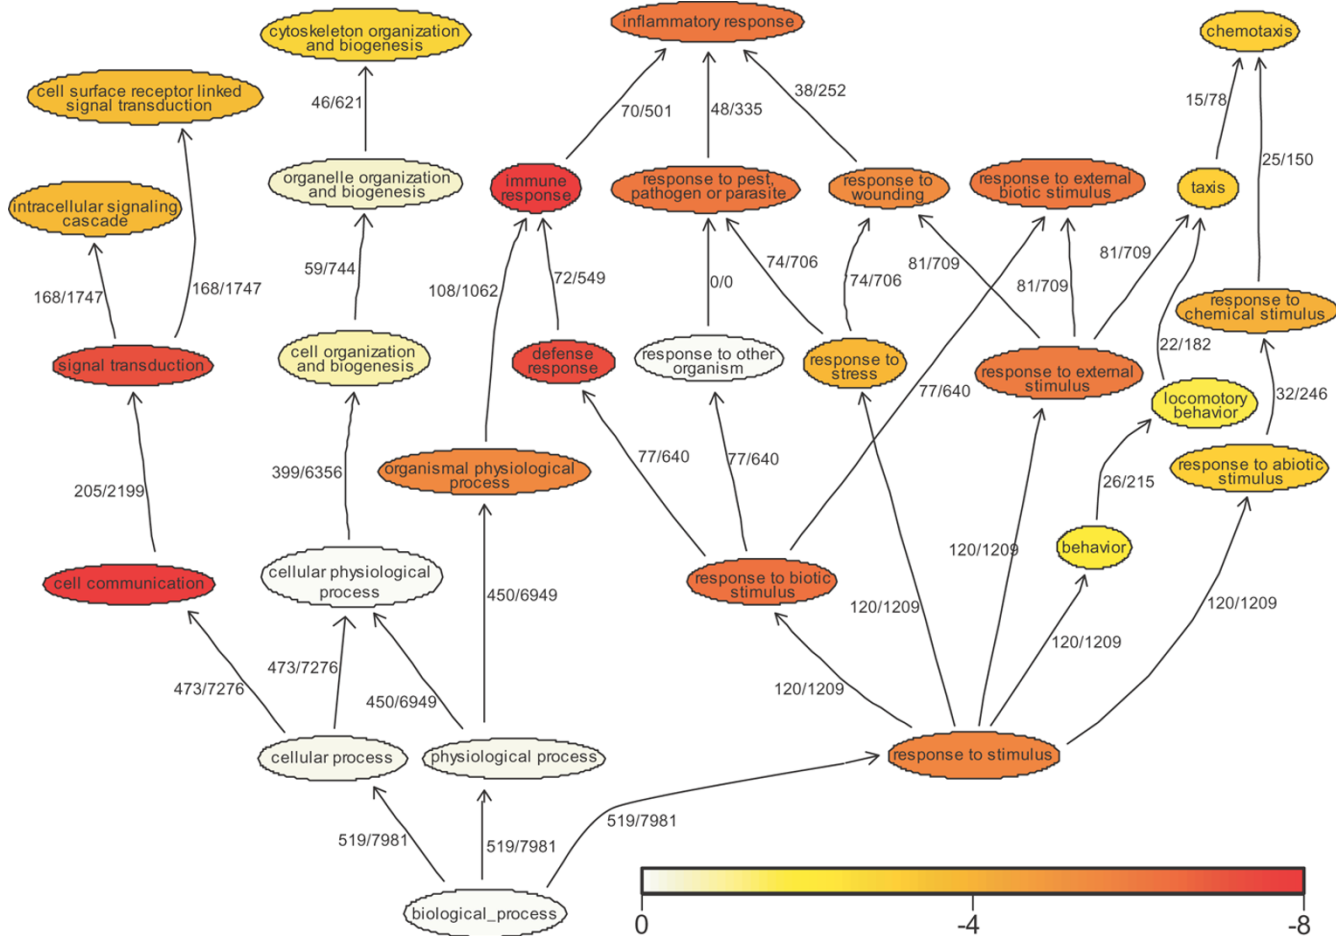 cytoskeleton organization
and biogenesis
inflammatory response
chemotaxis
cell surface receptor linked
signal transduction
46/621
70/501
48/335
38/252
15/78
25/150
organelle organization
and biogenesis
immune
response
response to pest,
pathogen or parasite
response to
wounding
response to external
biotic stimulus
taxis
intracellular signaling
cascade
168/1747
168/1747
59/744
108/1062
72/549
0/0
74/706
74/706
81/709
81/709
81/709
response to
chemical stimulus
22/182
signal transduction
cell organization
and biogenesis
defense
response
response to other
organism
response to
stress
response to external
stimulus
locomotory
behavior
32/246
77/640
205/2199
399/6356
organismal physiological
process
77/640
77/640
26/215
response to abiotic
stimulus
cell communication
cellular physiological
process
450/6949
response to biotic
stimulus
120/1209
120/1209
behavior
120/1209
120/1209
473/7276
473/7276
450/6949
120/1209
cellular process
physiological process
response to stimulus
519/7981
519/7981
519/7981
biological_process
0
-4
-8